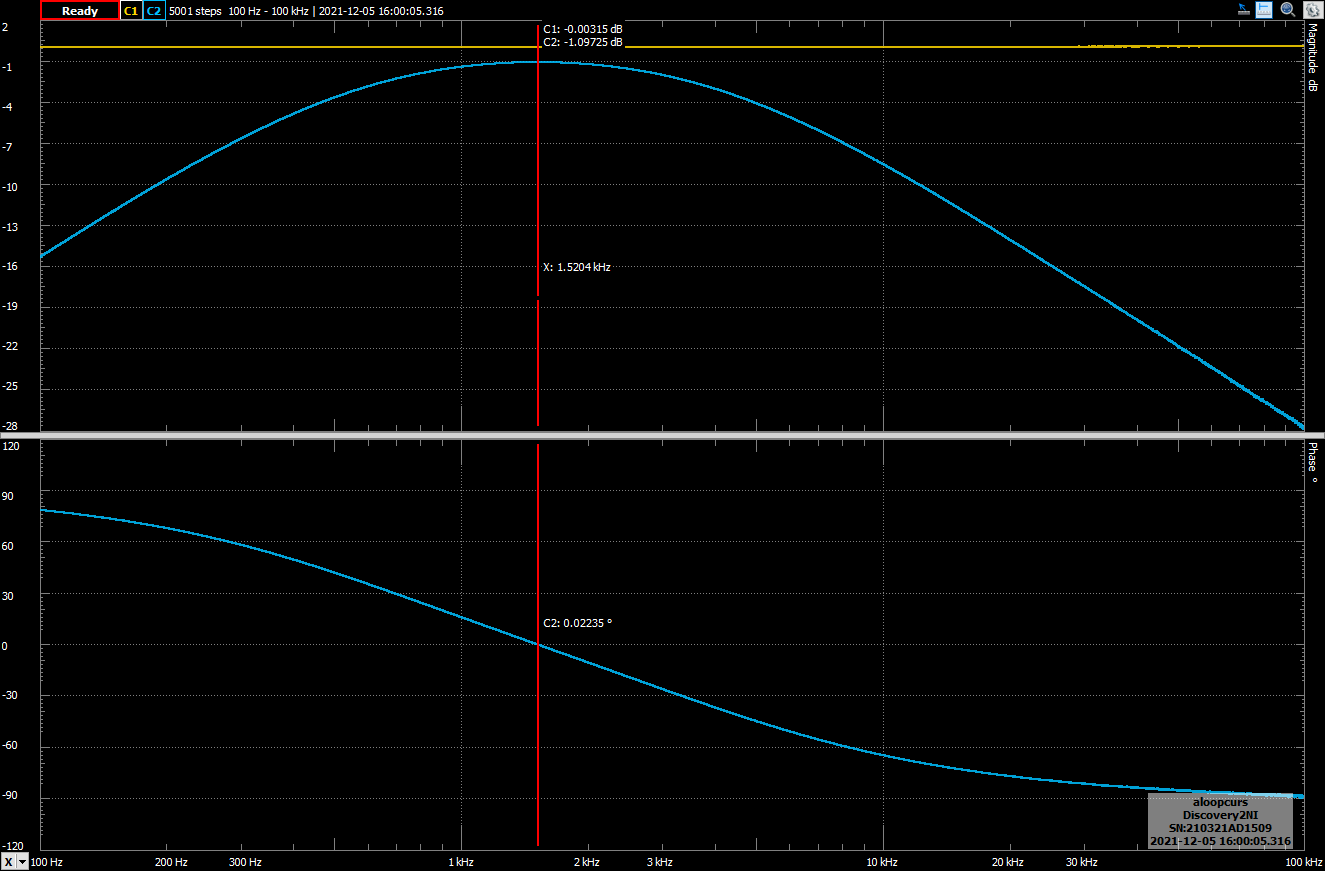 Ready C1 C2 5001 steps 100 Hz - 100 kHz | 2021-12-05 16:00:05.316
C1: -0.00315 dB
C2: -1.09725 dB
X: 1.5204 kHz
2
-1
-4
-7
-10
-13
-16
-19
-22
-25
-28
Magnitude dB
120
90
60
30
0
-30
-60
-90
-120
Phase °
C2: 0.02235 °
aloopcurs
Discovery2NI
SN:210321AD1509
2021-12-05 16:00:05.316
X 100 Hz 200 Hz 300 Hz 1 kHz 2 kHz 3 kHz 10 kHz 20 kHz 30 kHz 100 kHz